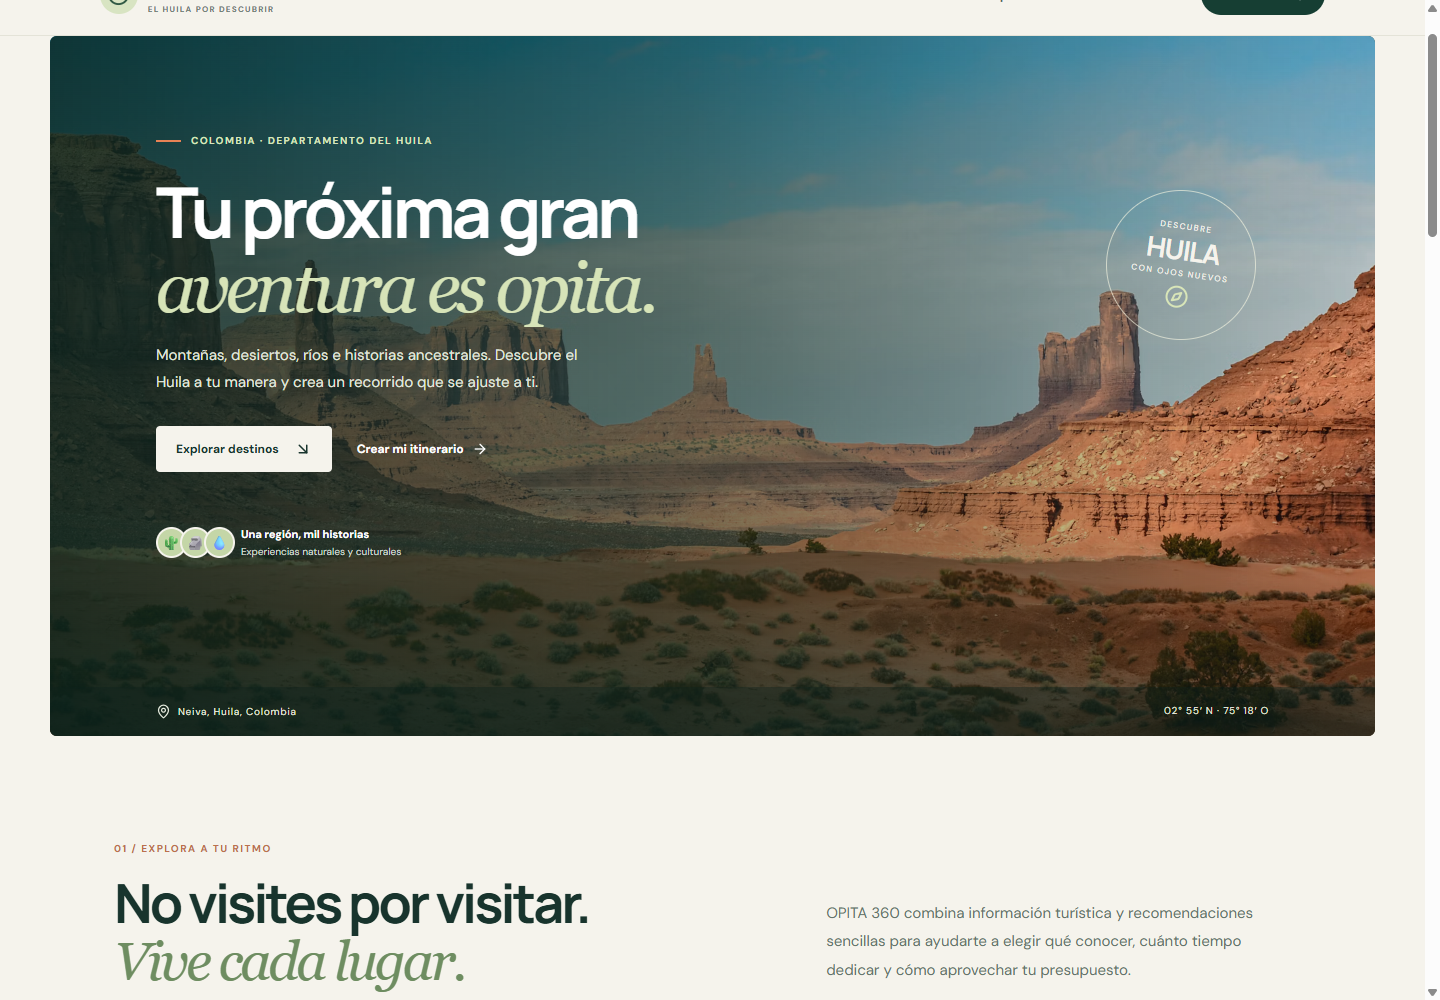 EL HUILA POR DESCUBRIR
COLOMBIA · DEPARTAMENTO DEL HUILA
Tu próxima gran
aventura es opita.
Montañas, desiertos, ríos e historias ancestrales. Descubre el
Huila a tu manera y crea un recorrido que se ajuste a ti.
Explorar destinos
Crear mi itinerario
Una región, mil historias
Experiencias naturales y culturales
DESCUBRE
HUILA
CON OJOS NUEVOS
Neiva, Huila, Colombia
02° 55′ N · 75° 18′ O
01 / EXPLORA A TU RITMO
No visites por visitar.
Vive cada lugar.
OPITA 360 combina información turística y recomendaciones
sencillas para ayudarte a elegir qué conocer, cuánto tiempo
dedicar y cómo aprovechar tu presupuesto.